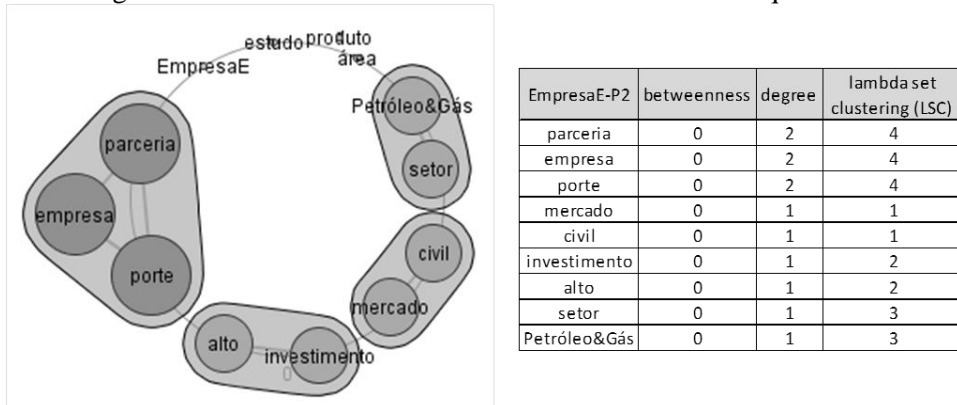 estudo produto
área
EmpresaE
Petróleo&Gás
parceria
setor
empresa
civil
porte
mercado
alto
investimento
0
EmpresaE-P2 betweenness degree lambda set
clustering (LSC)
parceria 0 2 4
empresa 0 2 4
porte 0 2 4
mercado 0 1 1
civil 0 1 1
investimento 0 1 2
alto 0 1 2
setor 0 1 3
Petróleo&Gás 0 1 3